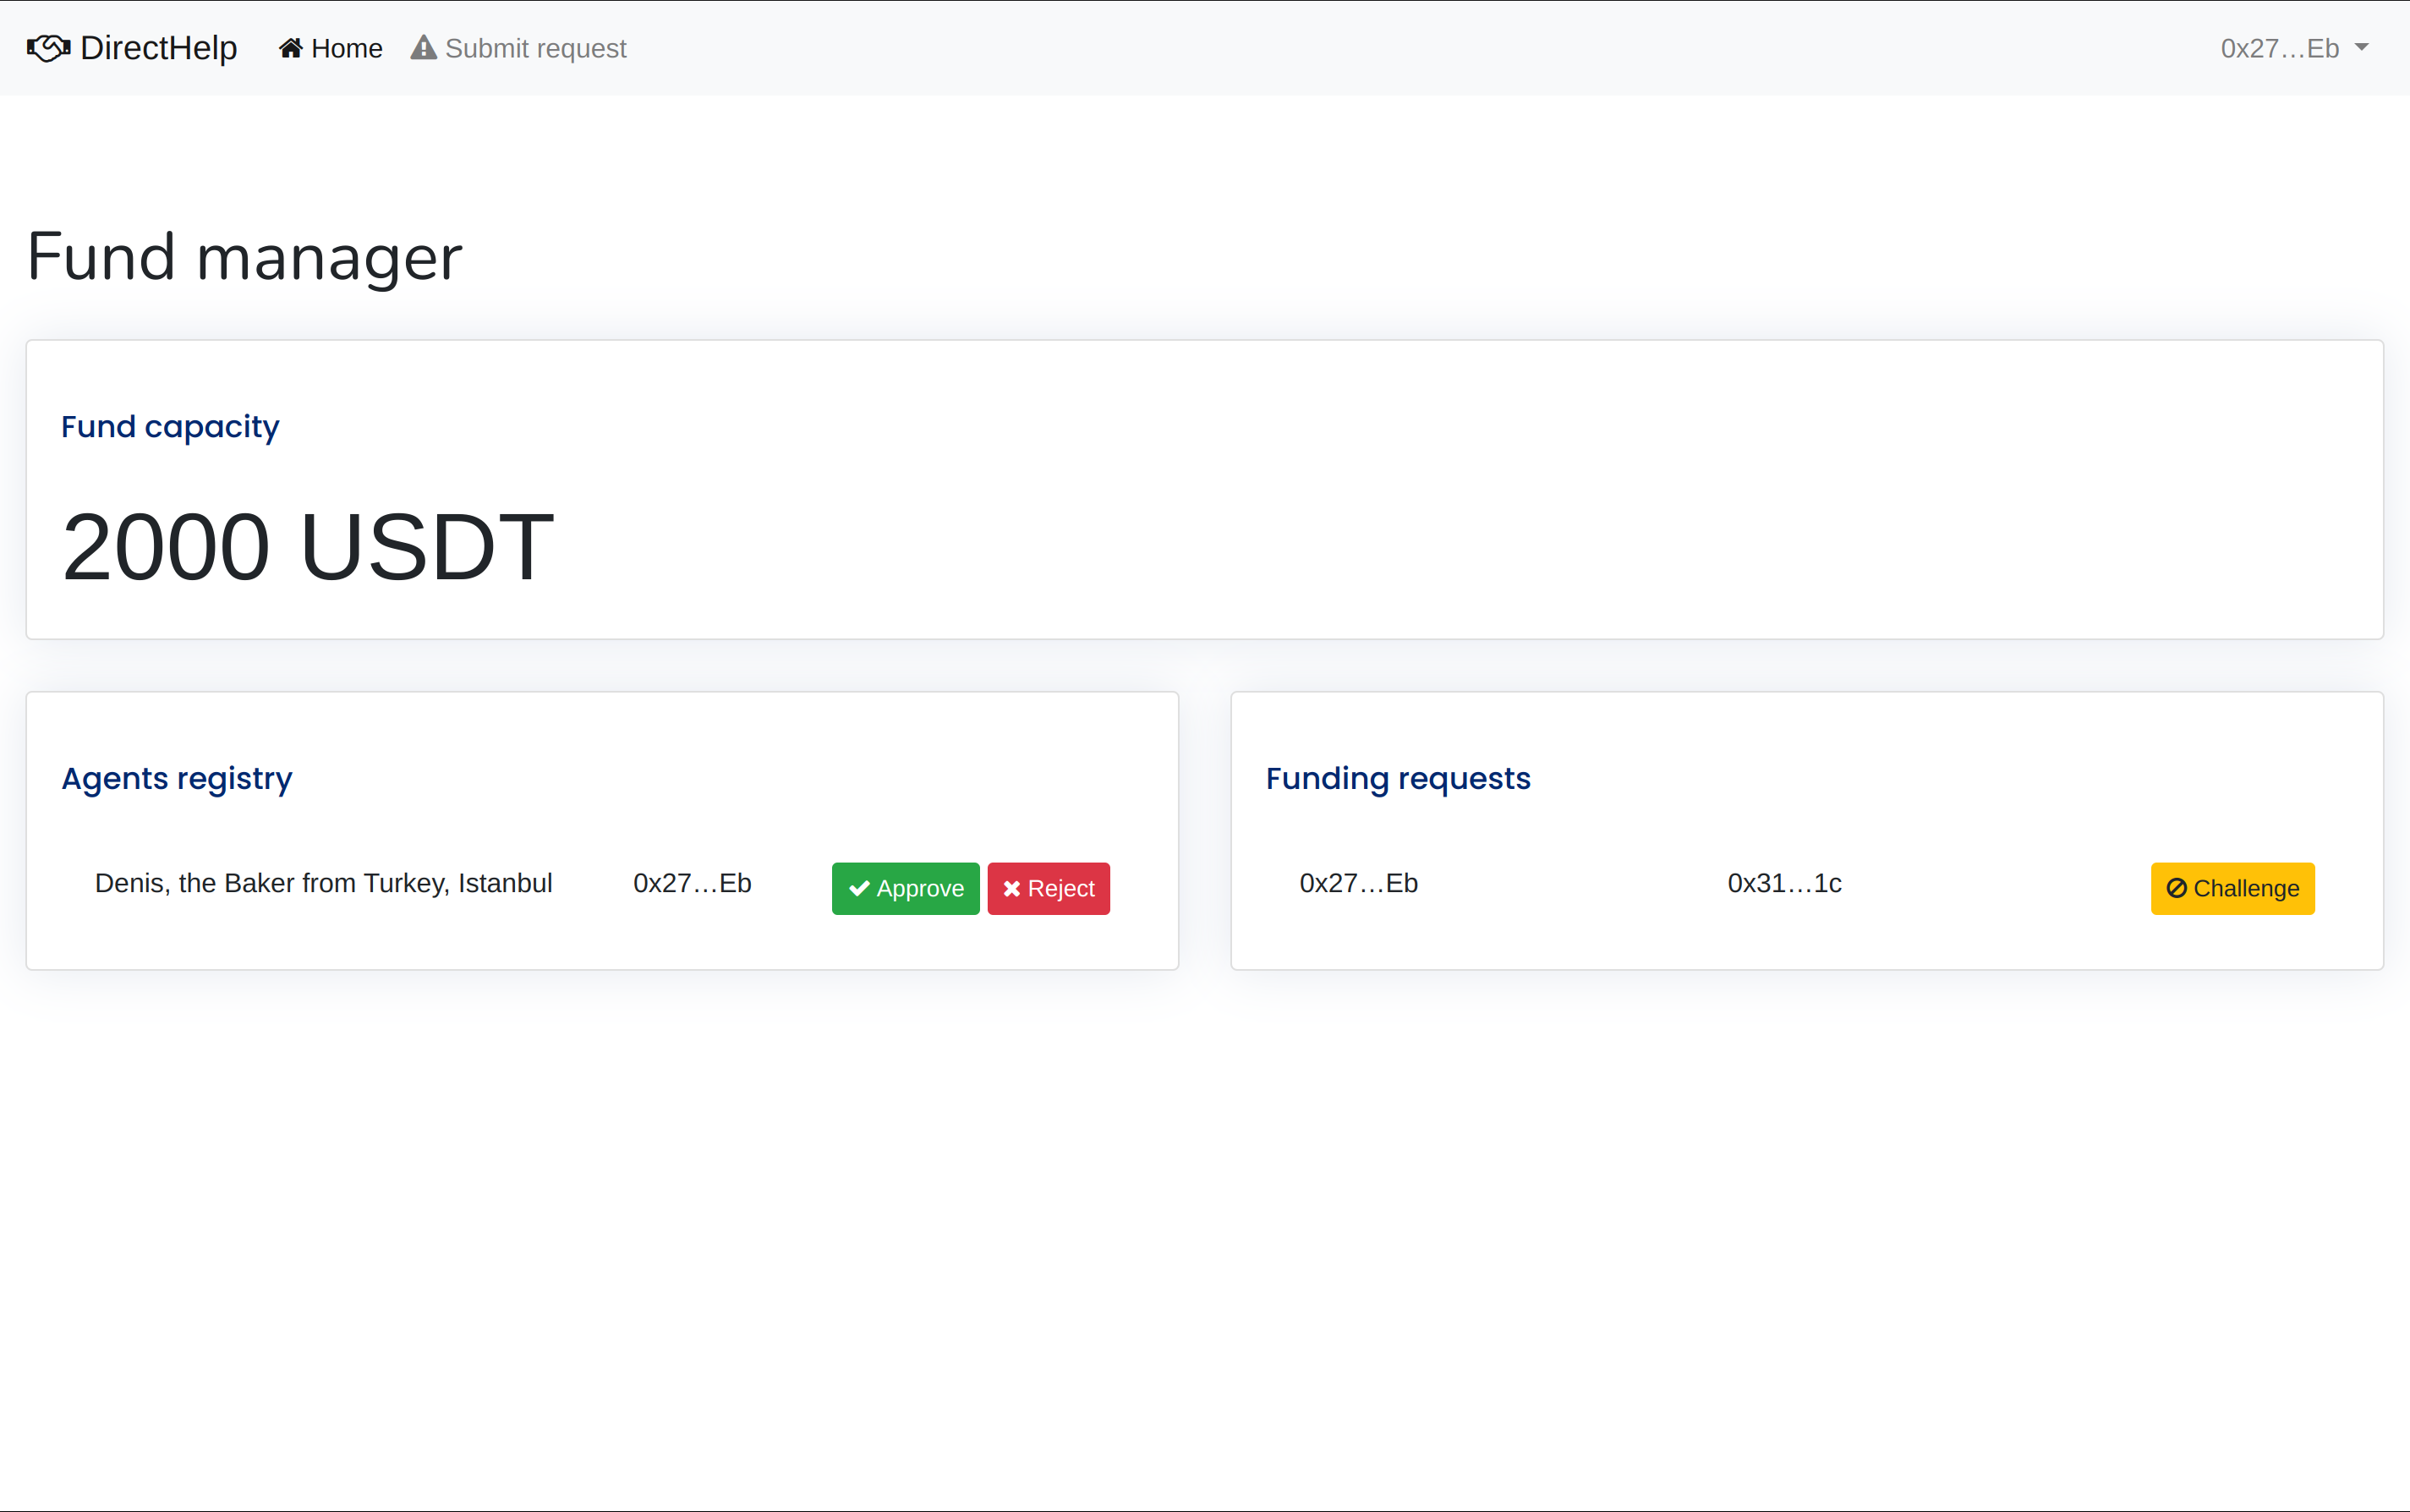 DirectHelp Home Submit request 0x27...Eb
Fund manager
Fund capacity
2000 USDT
Agents registry
Denis, the Baker from Turkey, Istanbul 0x27...Eb Approve Reject
Funding requests
0x27...Eb 0x31...1c Challenge